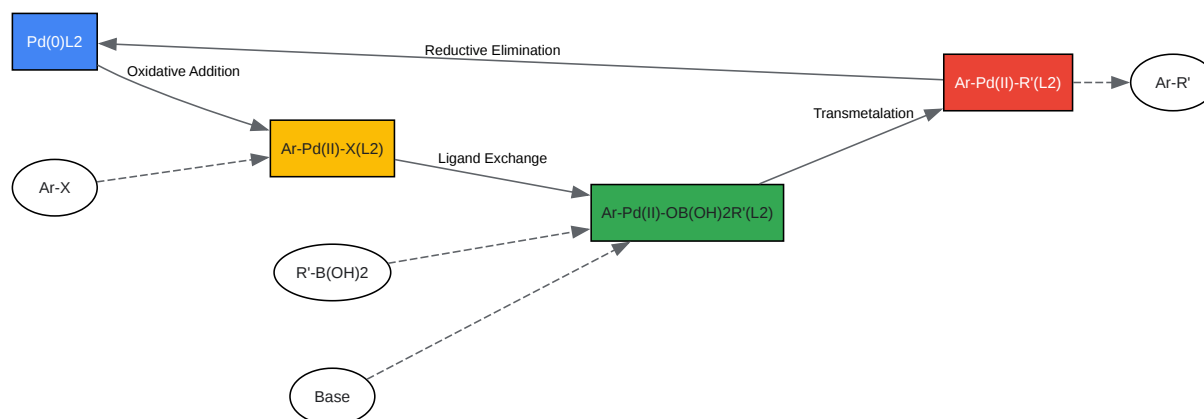 Pd(0)L2
Reductive Elimination
Oxidative Addition
Ar-Pd(II)-R'(L2)
Ar-R'
Transmetalation
Ar-Pd(II)-X(L2)
Ligand Exchange
Ar-X
Ar-Pd(II)-OB(OH)2R'(L2)
R'-B(OH)2
Base